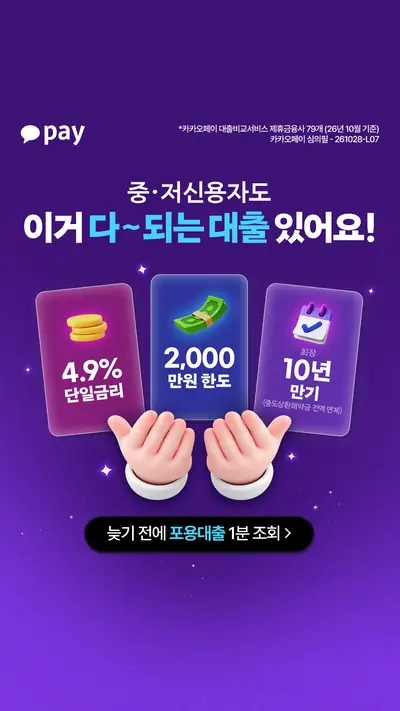 pay
*카카오페이 대출비교서비스 제휴금융사 79개 (26년 10월 기준)
카카오페이 심의필 - 261028-L07
중·저신용자도
이거 다~되는 대출 있어요!
4.9%
단일금리
2,000
만원 한도
최장
10년
만기
(중도상환해약금 전액 면제)
늦기 전에 포용대출 1분 조회 >